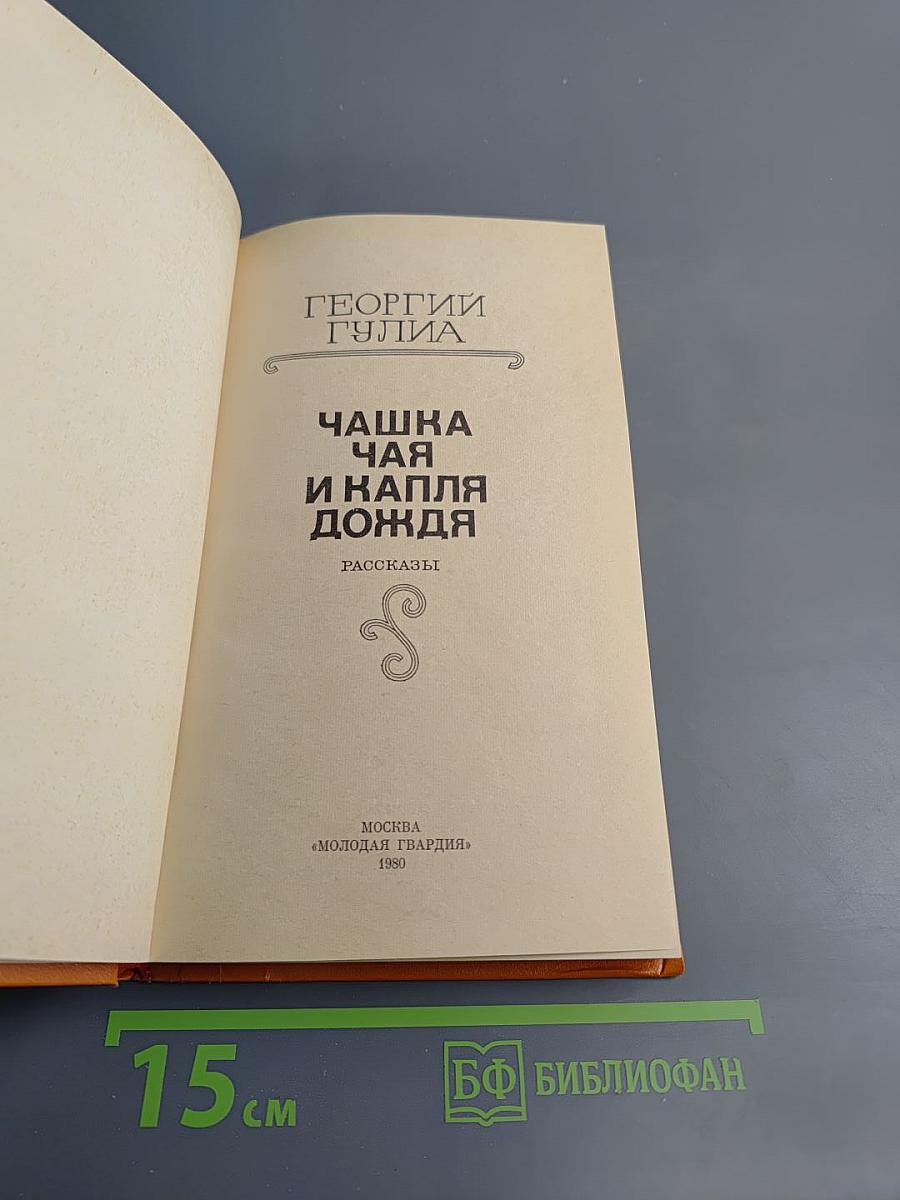 ГЕОРГИЙ
ГУЛИА
ЧАШКА
ЧАЯ
И КАПЛЯ
ДОЖДЯ
РАССКАЗЫ
МОСКВА
«МОЛОДАЯ ГВАРДИЯ»
1980
15 см
БФ БИБЛИОФАН